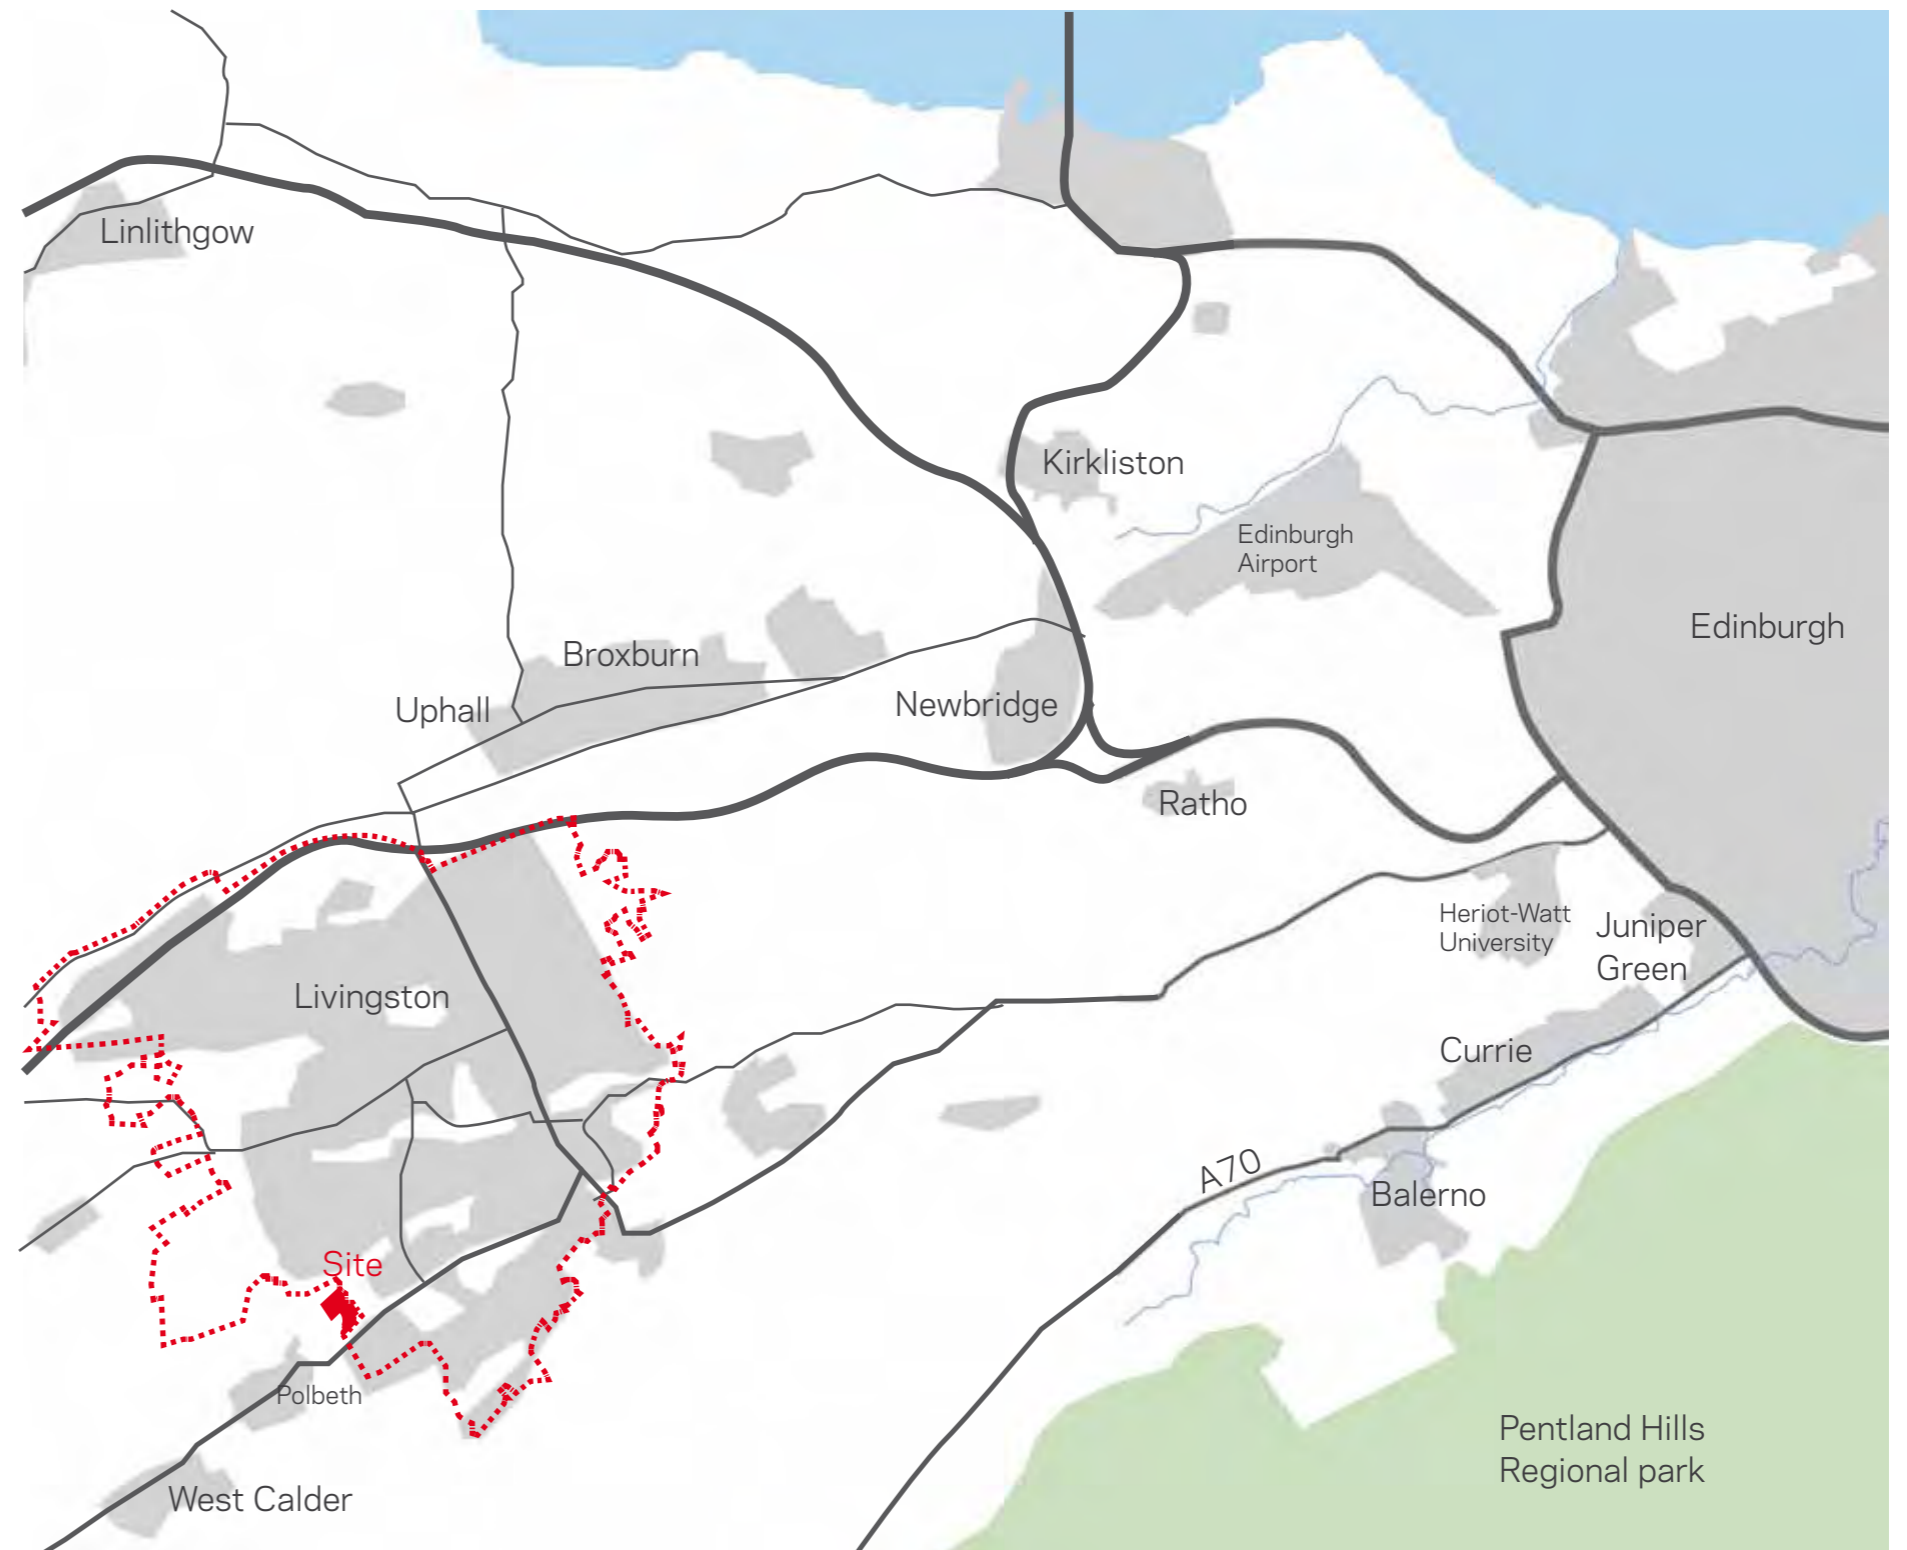 Linlithgow
Kirkliston
Edinburgh
Airport
Edinburgh
Broxburn
Uphall
Newbridge
Ratho
Heriot-Watt
University
Juniper
Green
Livingston
Currie
A70
Balerno
Site
Polbeth
Pentland Hills
Regional park
West Calder